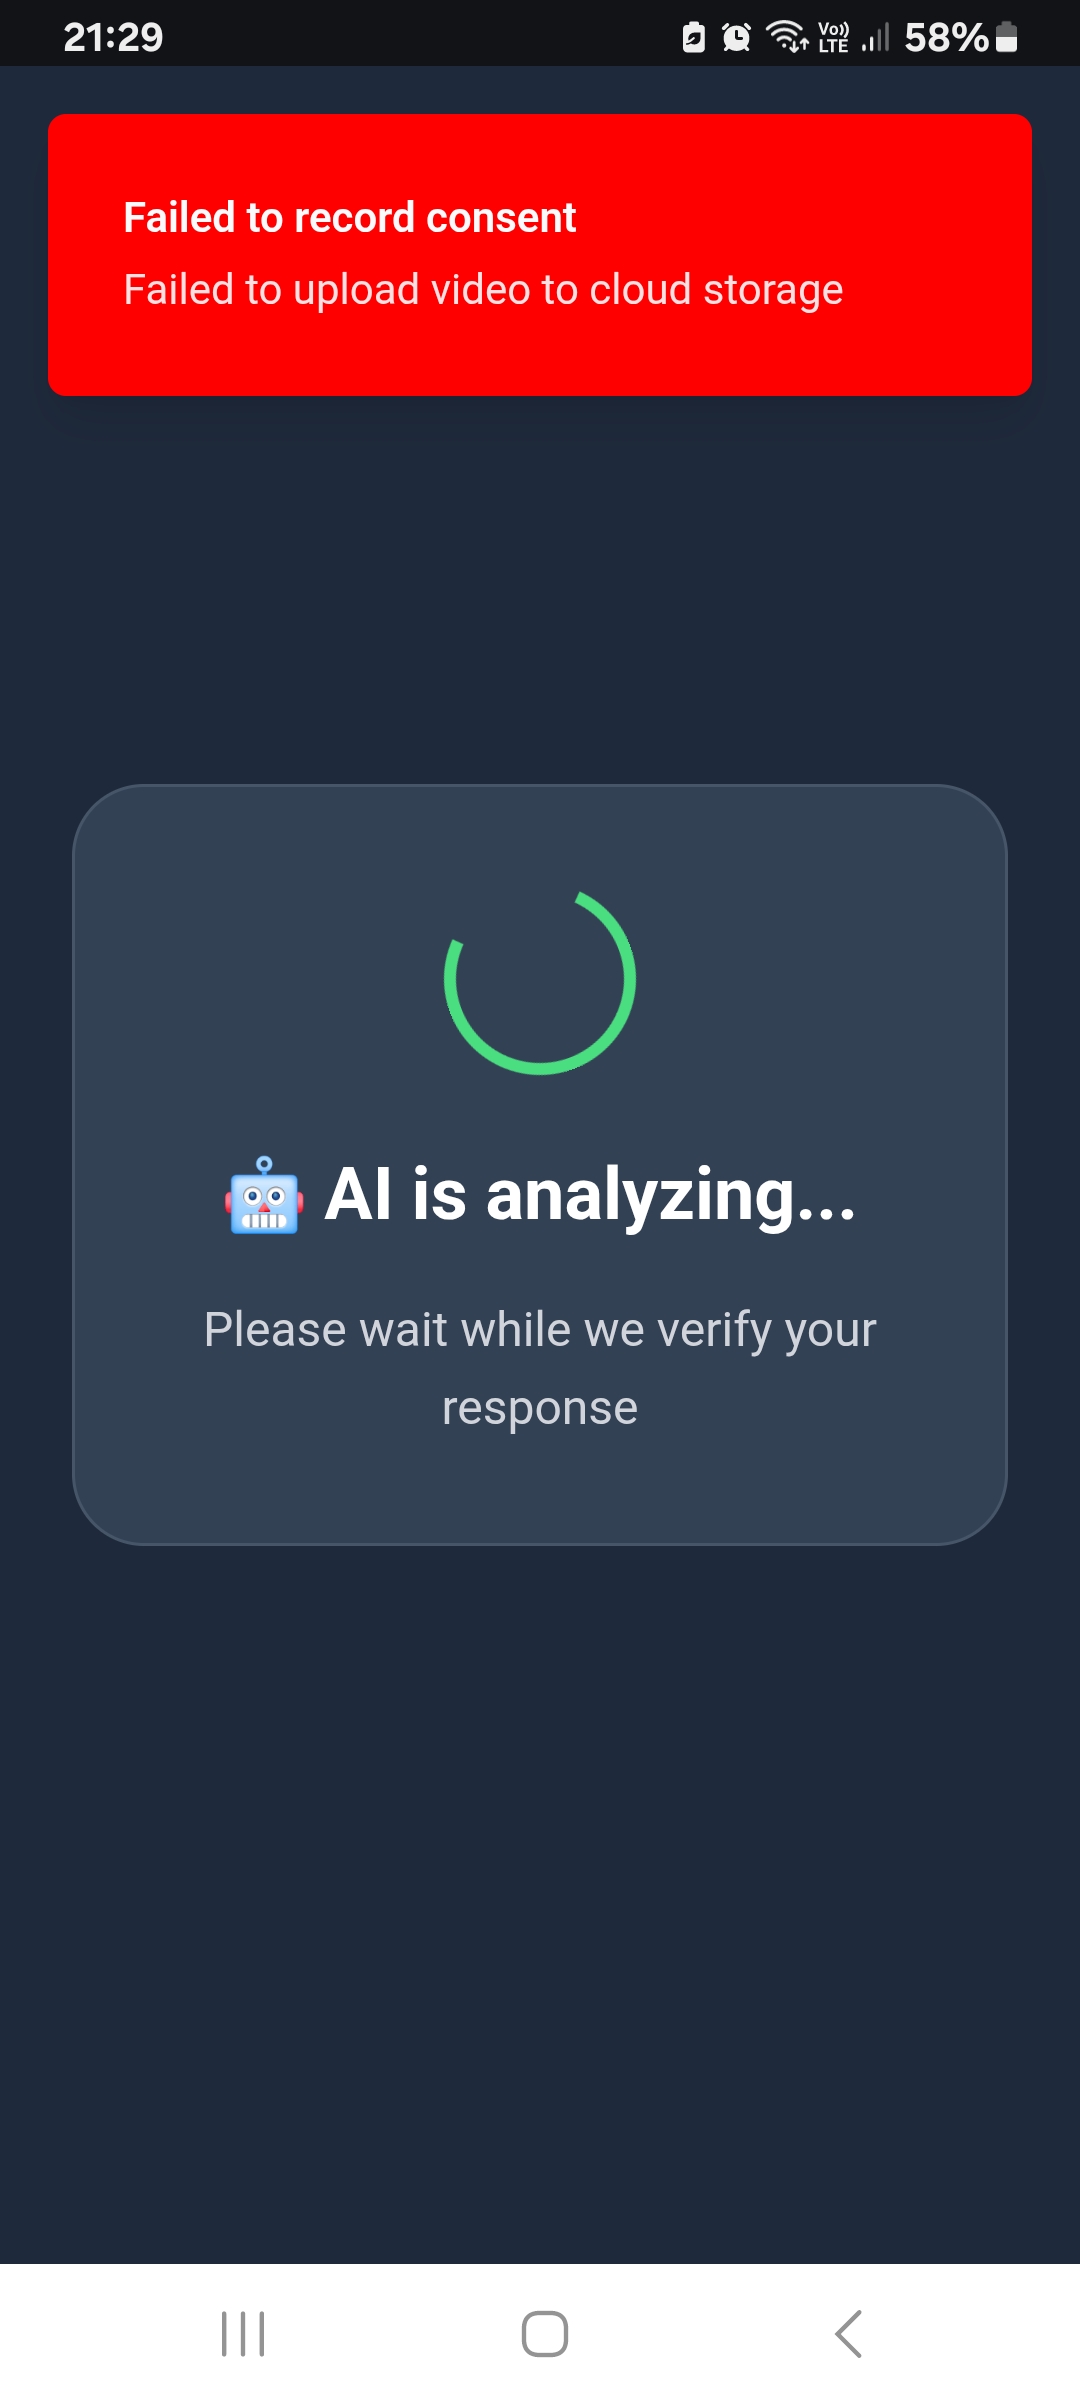 21:29
Vo)) LTE 58%
Failed to record consent
Failed to upload video to cloud storage
🤖 AI is analyzing...
Please wait while we verify your
response